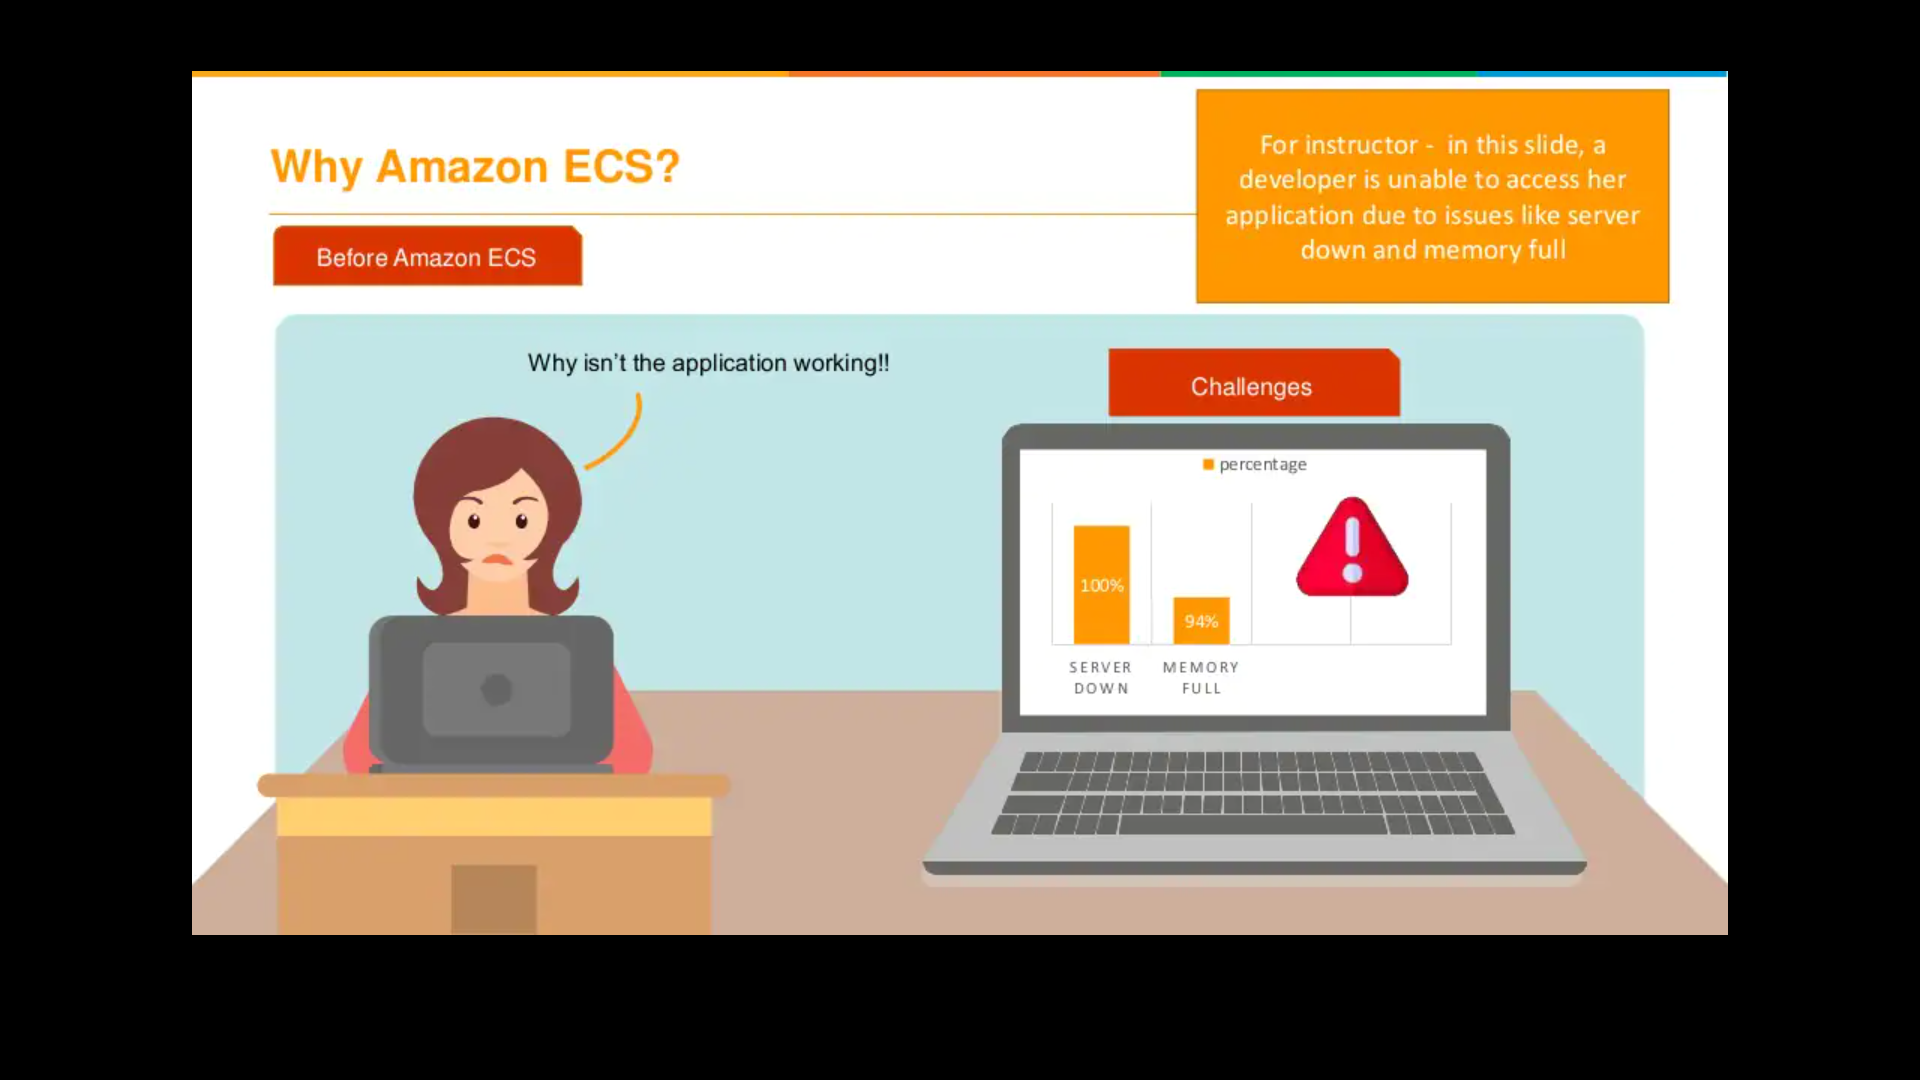 Why Amazon ECS?
For instructor - in this slide, a
developer is unable to access her
application due to issues like server
down and memory full
Before Amazon ECS
Why isn’t the application working!!
Challenges
percentage
100%
94%
SERVER
DOWN
MEMORY
FULL